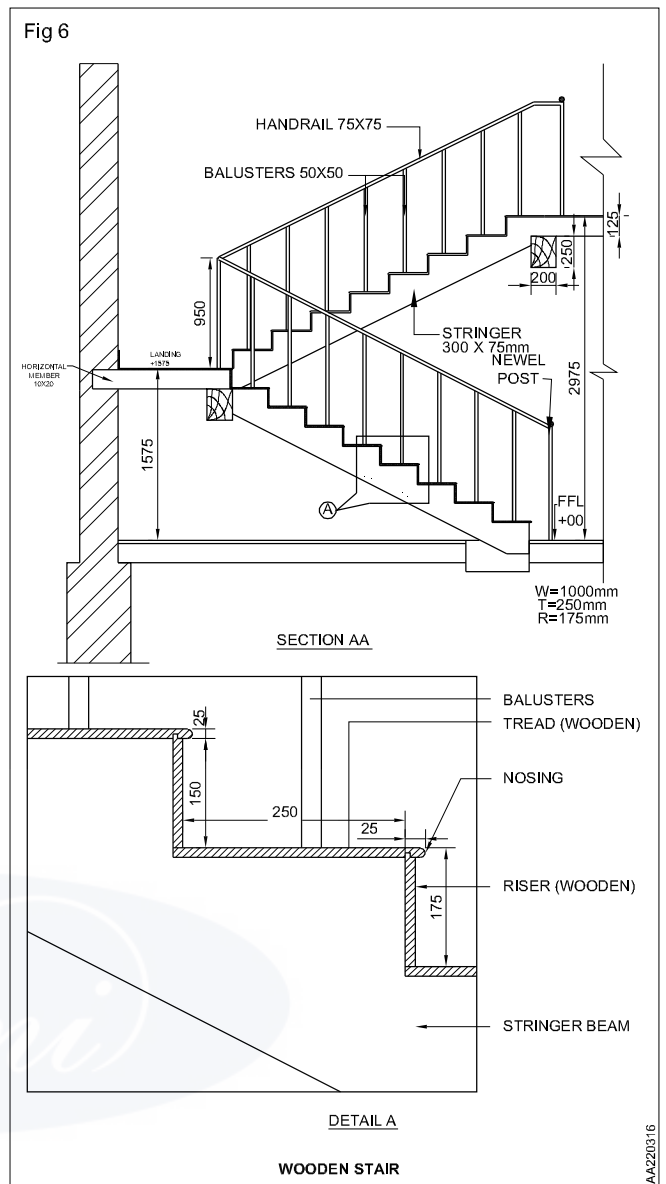 Fig 6
HANDRAIL 75X75
BALUSTERS 50X50
125
250
200
950
STRINGER
300 X 75mm
NEWEL
POST
LANDING
+1575
HORIZONTAL
MEMBER
10X20
2975
1575
A
FFL
+00
W=1000mm
T=250mm
R=175mm
SECTION AA
25
BALUSTERS
TREAD (WOODEN)
150
NOSING
250
25
RISER (WOODEN)
175
STRINGER BEAM
DETAIL A
WOODEN STAIR
AA220316